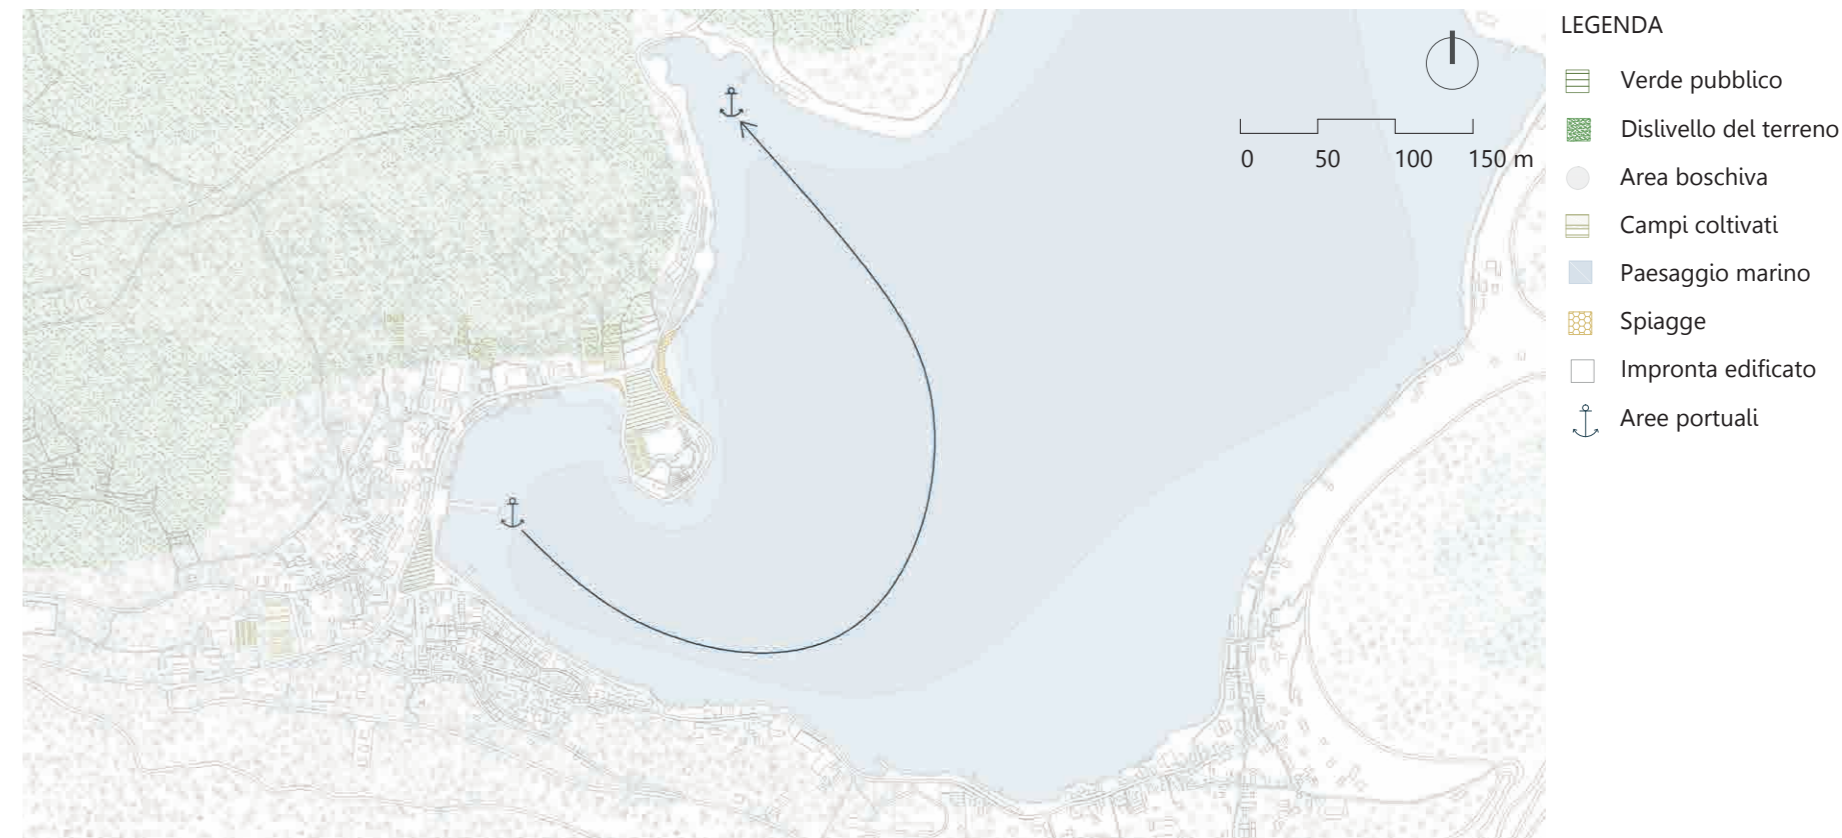 LEGENDA
Verde pubblico
Dislivello del terreno
Area boschiva
Campi coltivati
Paesaggio marino
Spiagge
Impronta edificato
Aree portuali
0 50 100 150 m